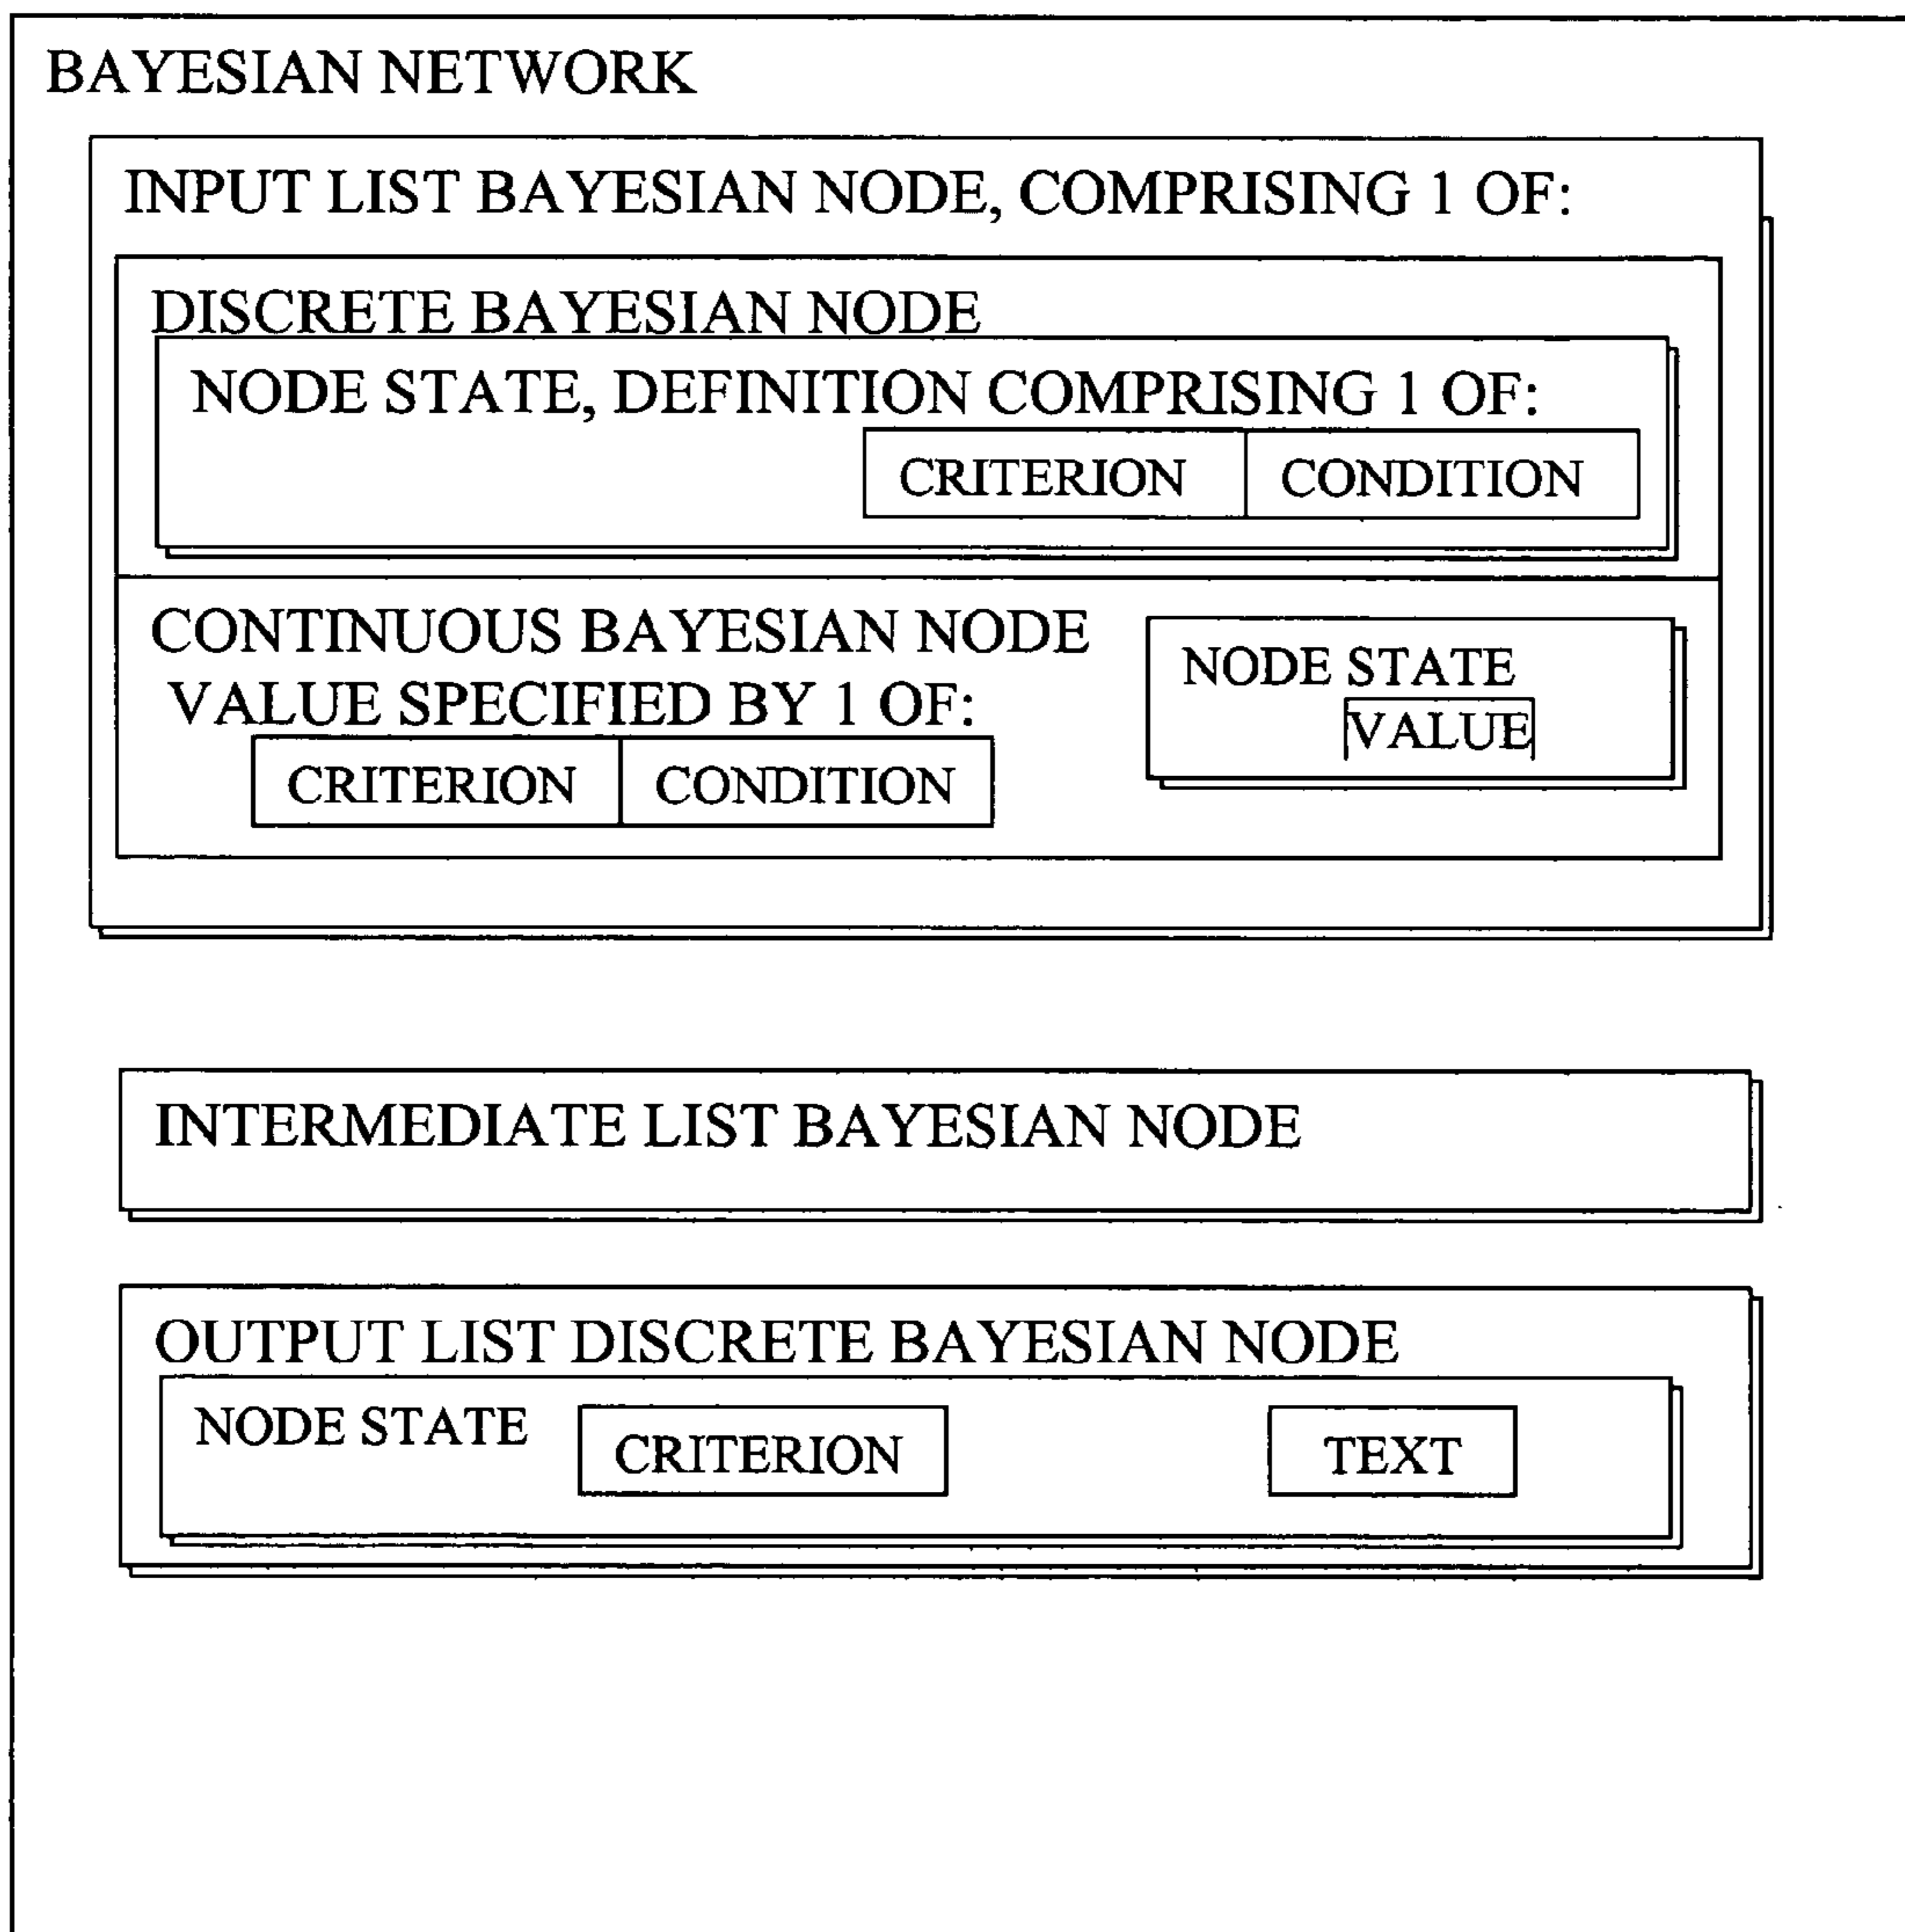 BAYESIAN NETWORK
INPUT LIST BAYESIAN NODE, COMPRISING 1 OF:
DISCRETE BAYESIAN NODE
NODE STATE, DEFINITION COMPRISING 1 OF:
CRITERION CONDITION
CONTINUOUS BAYESIAN NODE
VALUE SPECIFIED BY 1 OF:
CRITERION CONDITION
NODE STATE
VALUE
INTERMEDIATE LIST BAYESIAN NODE
OUTPUT LIST DISCRETE BAYESIAN NODE
NODE STATE CRITERION TEXT